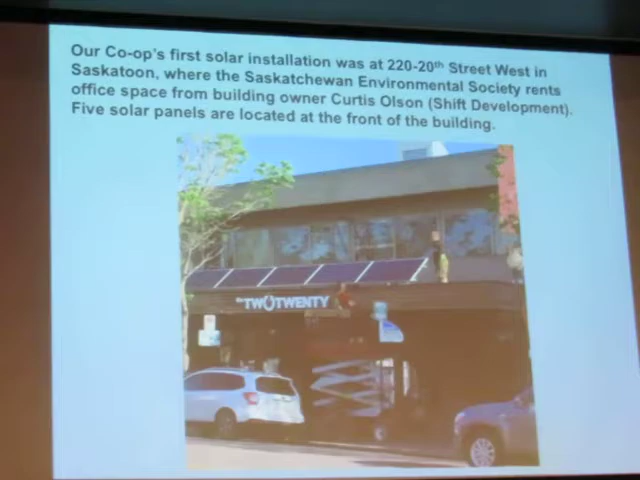 Our Co-op's first solar installation was at 220-20th Street West in
Saskatoon, where the Saskatchewan Environmental Society rents
office space from building owner Curtis Olson (Shift Development).
Five solar panels are located at the front of the building.
the TWOTWENTY